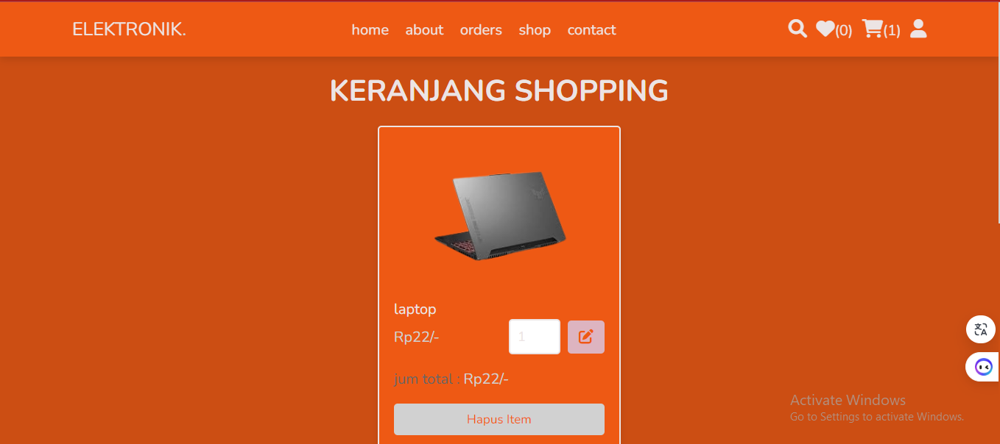 ELEKTRONIK.
home about orders shop contact
(0) (1)
KERANJANG SHOPPING
laptop
Rp22/-
1
jum total : Rp22/-
Hapus Item
Activate Windows
Go to Settings to activate Windows.